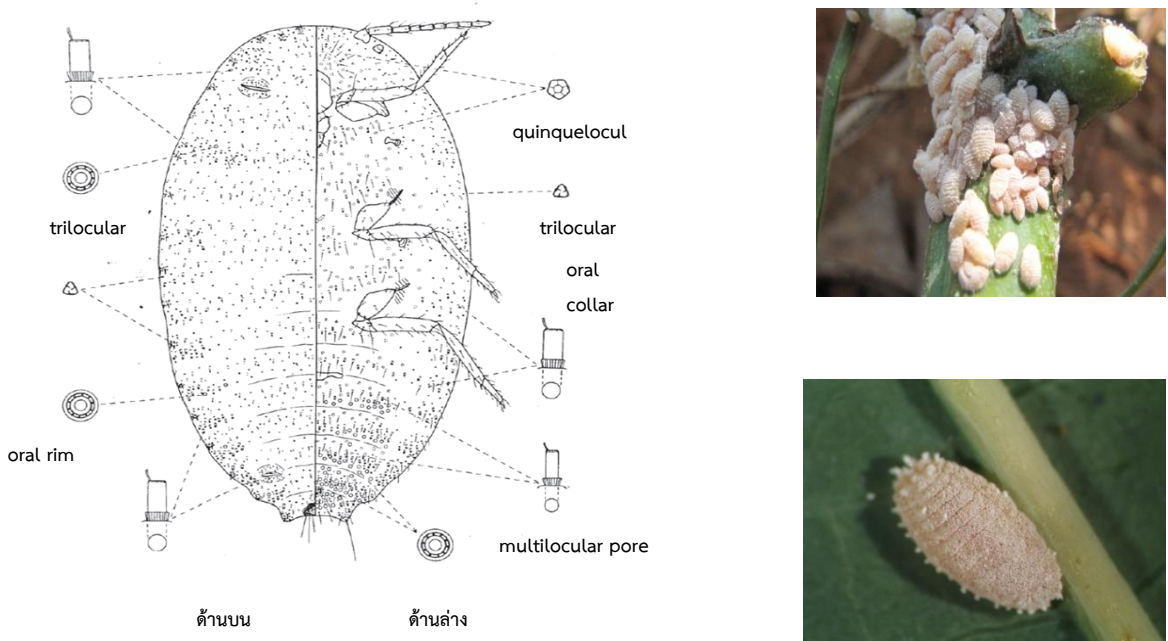 quinquelocul
trilocular
trilocular
oral
collar
oral rim
multilocular pore
ด้านบน
ด้านล่าง